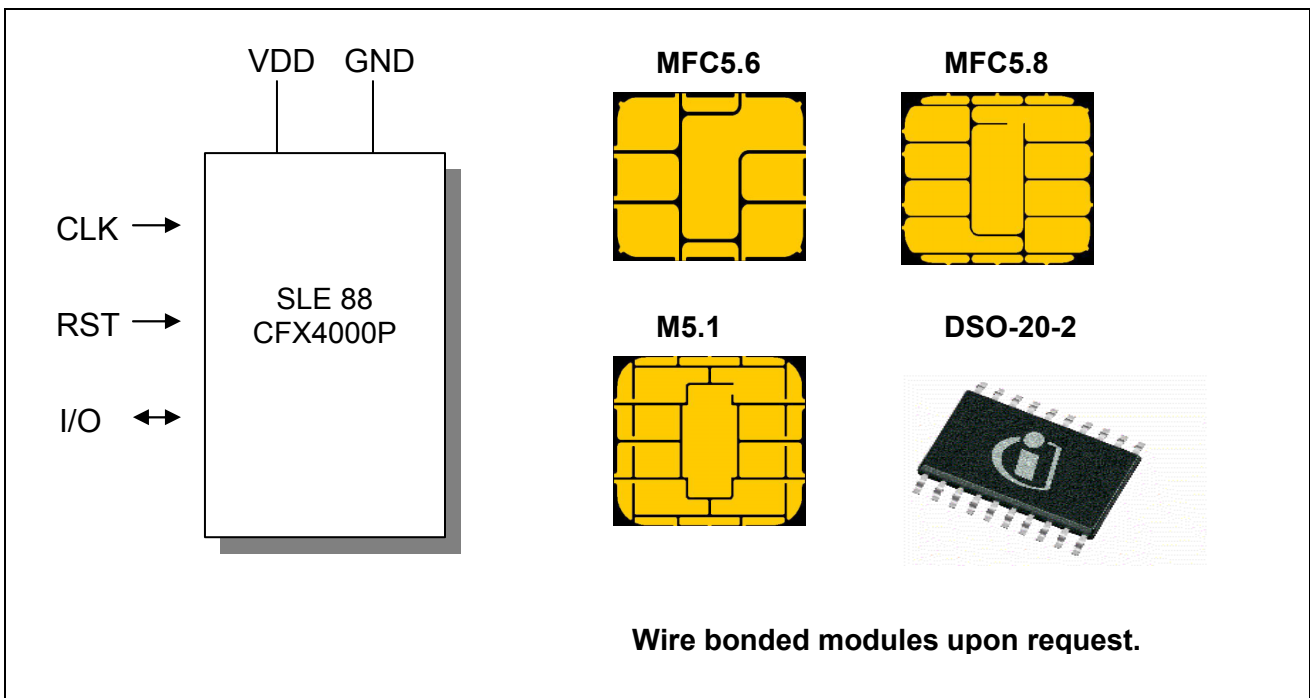 VDD GND
CLK
RST
I/O
SLE 88
CFX4000P
MFC5.6
MFC5.8
M5.1
DSO-20-2
Wire bonded modules upon request.